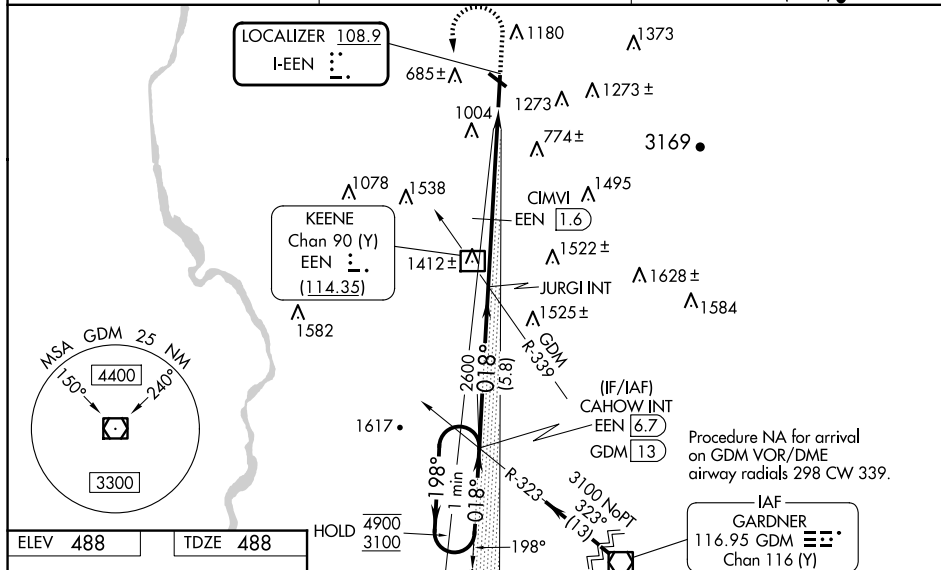 LOCALIZER 108.9
I-EEN
1180
1373
685±
1273
1273 ±
1004
774±
3169
1078
1538
CIMVI
EEN 1.6
1495
KEENE
Chan 90 (Y)
EEN
(114.35)
1412±
1522±
JURGI INT
1628±
1584
1582
1525±
MSA GDM 25 NM
150°
4400
240°
3300
2600
018°
(5.8)
GDM
R-339
(IF/IAF)
CAHOW INT
EEN 6.7
GDM 13
1617
Procedure NA for arrival
on GDM VOR/DME
airway radials 298 CW 339.
198°
1 min
018°
R-323
3100 NoPT
323°
(13)
IAF
GARDNER
116.95 GDM
Chan 116 (Y)
HOLD 4900
3100
198°
ELEV 488
TDZE 488